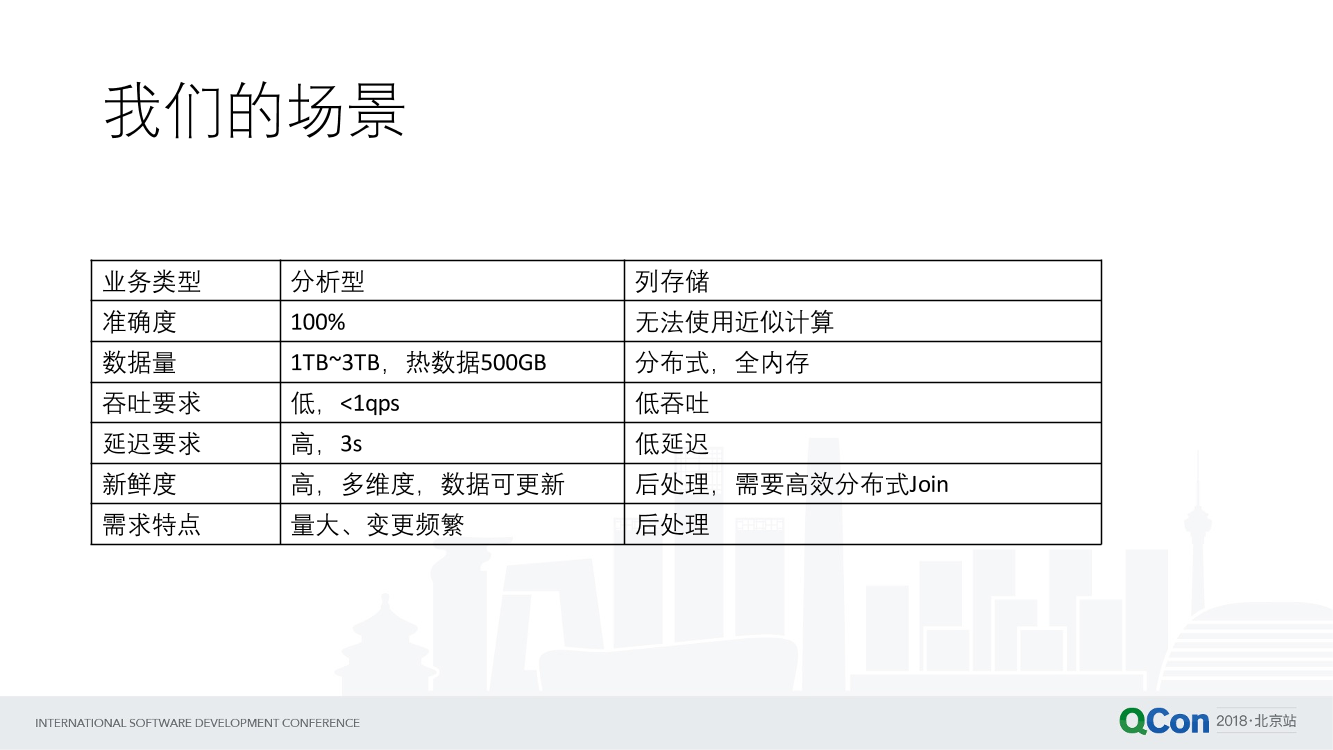 我们的场景
业务类型 分析型 列存储
准确度 100% 无法使用近似计算
数据量 1TB~3TB，热数据500GB 分布式，全内存
吞吐要求 低，<1qps 低吞吐
延迟要求 高，3s 低延迟
新鲜度 高，多维度，数据可更新 后处理，需要高效分布式Join
需求特点 量大、变更频繁 后处理
INTERNATIONAL SOFTWARE DEVELOPMENT CONFERENCE
QCon 2018·北京站